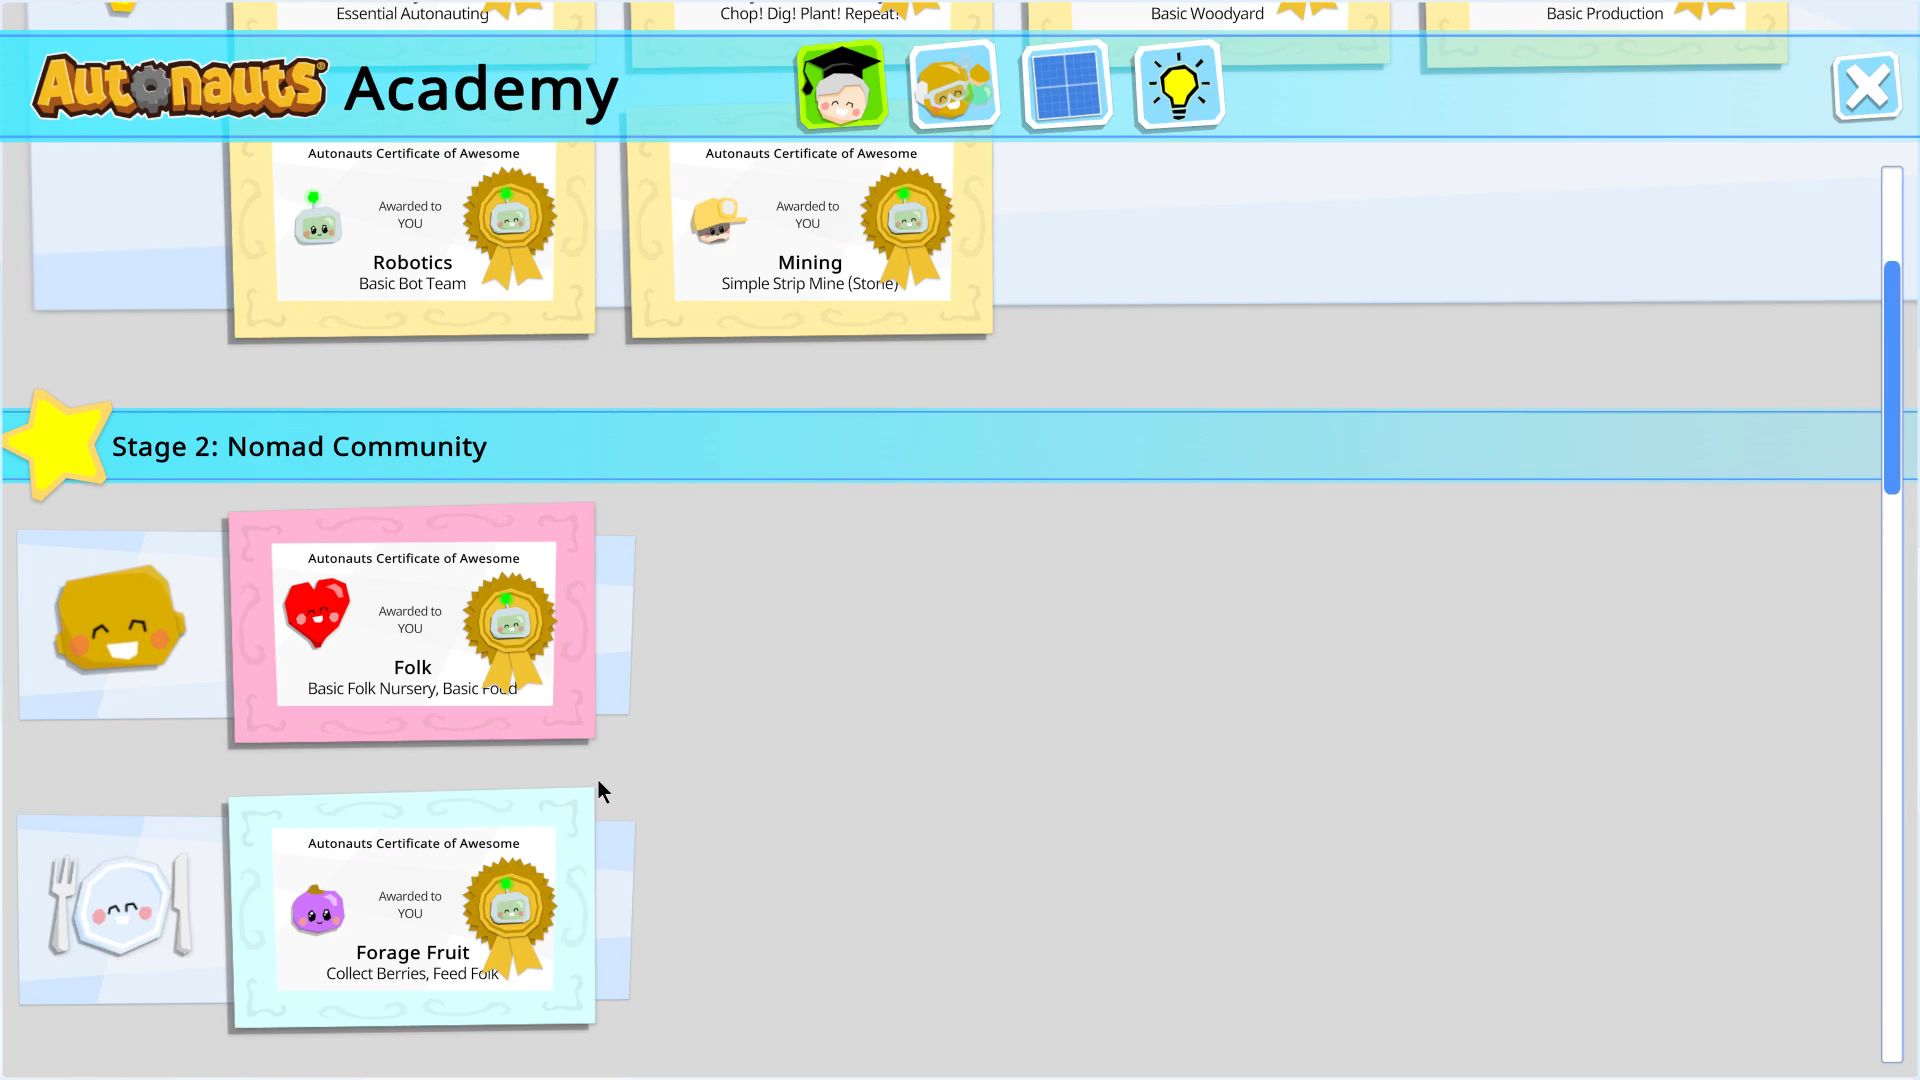 Essential Autonauting
Chop! Dig! Plant! Repeat!
Basic Woodyard
Basic Production
Autonauts Academy
Autonauts Certificate of Awesome
Awarded to
YOU
Robotics
Basic Bot Team
Autonauts Certificate of Awesome
Awarded to
YOU
Mining
Simple Strip Mine (Stone)
Stage 2: Nomad Community
Autonauts Certificate of Awesome
Awarded to
YOU
Folk
Basic Folk Nursery, Basic Food
Autonauts Certificate of Awesome
Awarded to
YOU
Forage Fruit
Collect Berries, Feed Folk